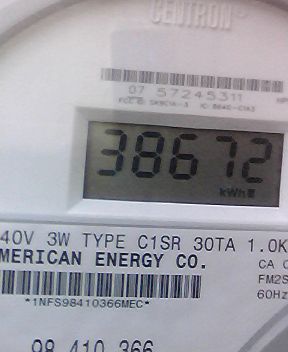 CENTRON
07 57245311
38672
kWh
40V 3W TYPE C1SR 30TA 1.0K
MERICAN ENERGY CO.
CA
FM2S
60Hz
*1NFS98410366MEC*
98 410 366